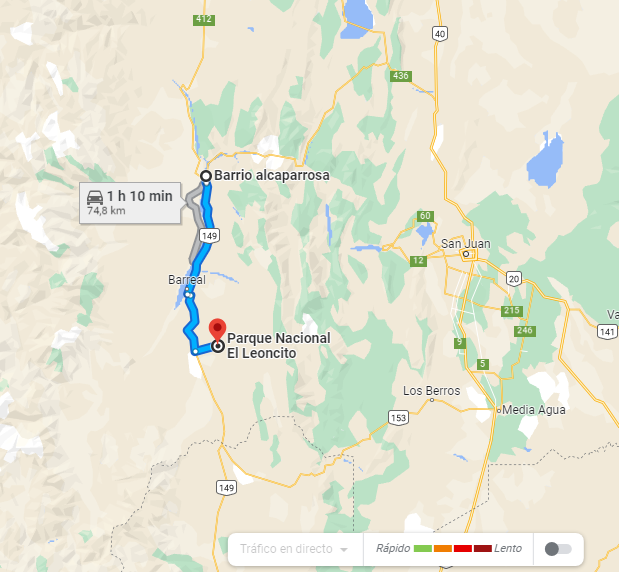 412
40
436
Barrio alcaparrosa
1 h 10 min
74,8 km
60
149
San Juan
12
Barreal
20
215
Va
141
246
Parque Nacional
El Leoncito
9
5
Los Berros
153
Media Agua
149
Tráfico en directo
Rápido
Lento